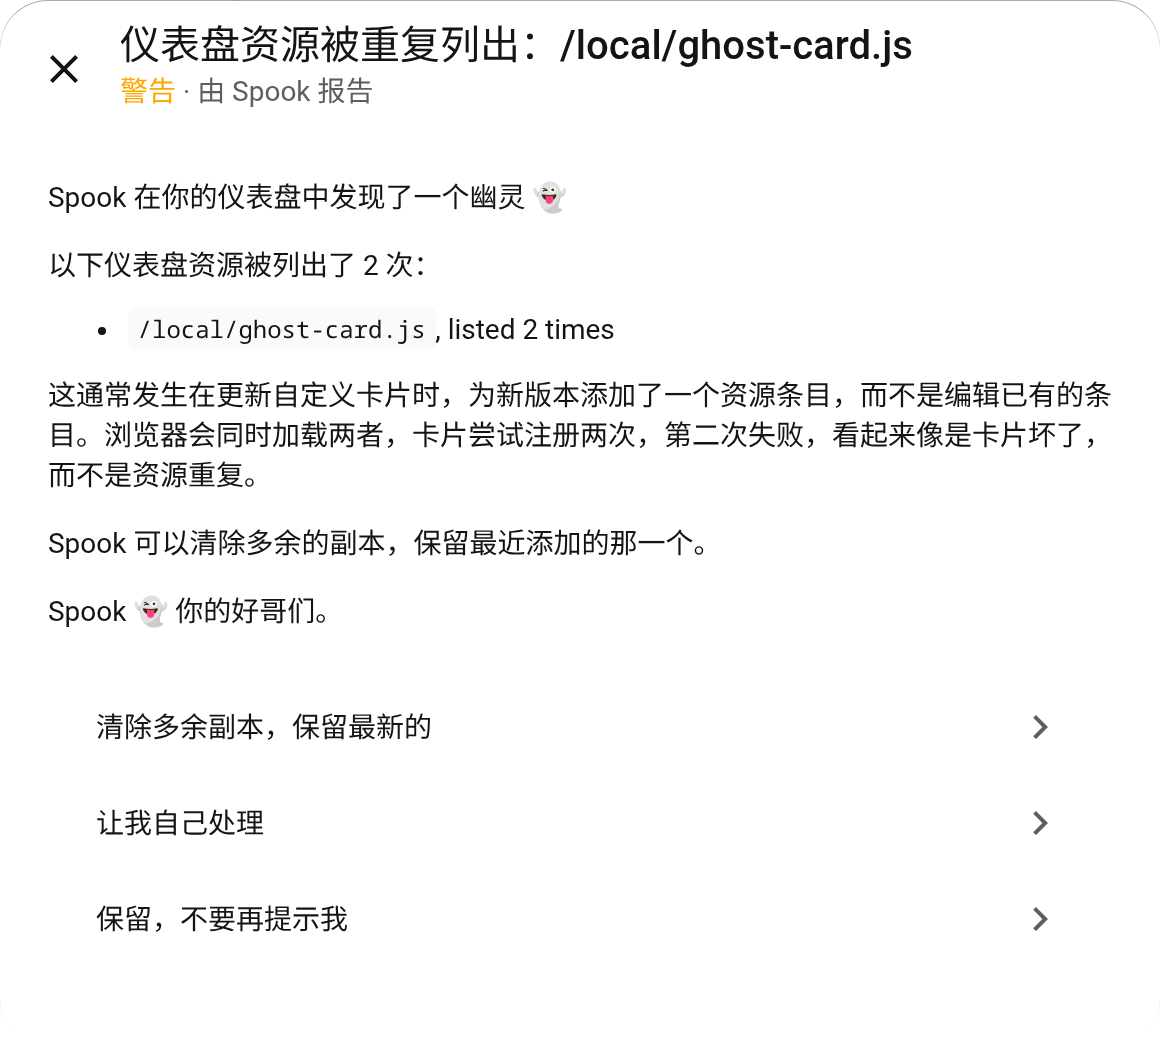 仪表盘资源被重复列出：/local/ghost-card.js
警告 · 由 Spook 报告
Spook 在你的仪表盘中发现了一个幽灵 👻
以下仪表盘资源被列出了 2 次：
• /local/ghost-card.js, listed 2 times
这通常发生在更新自定义卡片时，为新版本添加了一个资源条目，而不是编辑已有的条
目。浏览器会同时加载两者，卡片尝试注册两次，第二次失败，看起来像是卡片坏了，
而不是资源重复。
Spook 可以清除多余的副本，保留最近添加的那一个。
Spook 👻 你的好哥们。
清除多余副本，保留最新的
让我自己处理
保留，不要再提示我